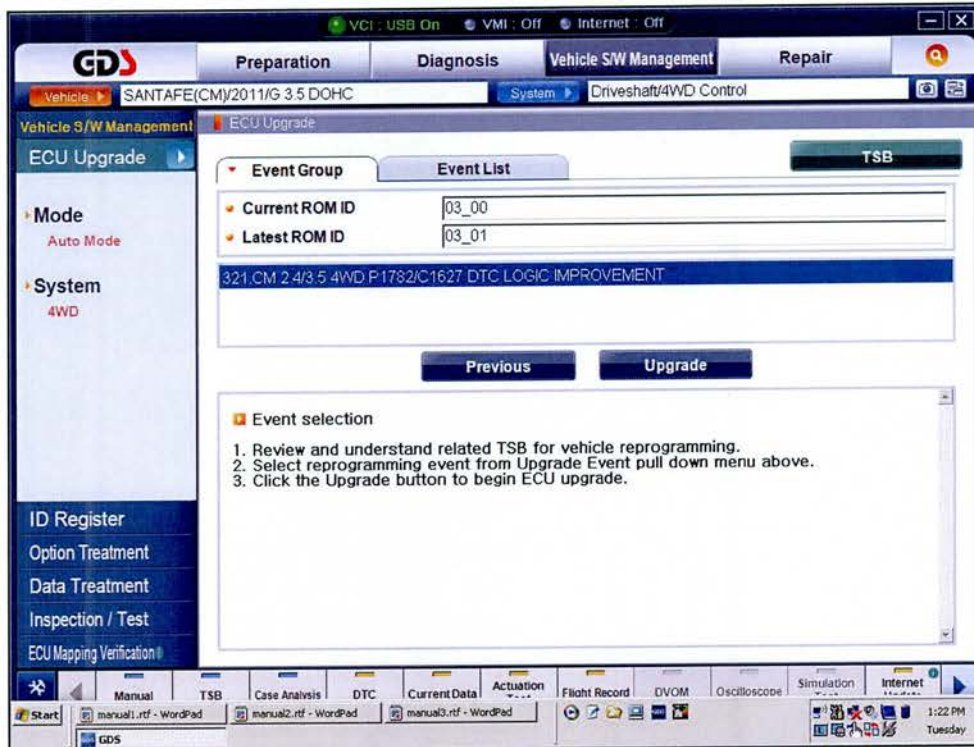 VCI : USB On VMI : Off Internet : Off
GDS Preparation Diagnosis Vehicle S/W Management Repair
Vehicle SANTAFE(CM)/2011/G 3.5 DOHC System Driveshaft/4WD Control
Vehicle S/W Management ECU Upgrade
ECU Upgrade
Event Group Event List TSB
Current ROM ID 03_00
Latest ROM ID 03_01
Mode
Auto Mode
System
4WD
321.CM 2.4/3.5 4WD P1782/C1627 DTC LOGIC IMPROVEMENT
Previous Upgrade
Event selection
1. Review and understand related TSB for vehicle reprogramming.
2. Select reprogramming event from Upgrade Event pull down menu above.
3. Click the Upgrade button to begin ECU upgrade.
ID Register
Option Treatment
Data Treatment
Inspection / Test
ECU Mapping Verification
Manual TSB Case Analysis DTC Current Data Actuation Flight Record DVOM Oscilloscope Simulation Internet
Start manual1.rtf - WordPad manual2.rtf - WordPad manual3.rtf - WordPad 1:22 PM
GDS Tuesday